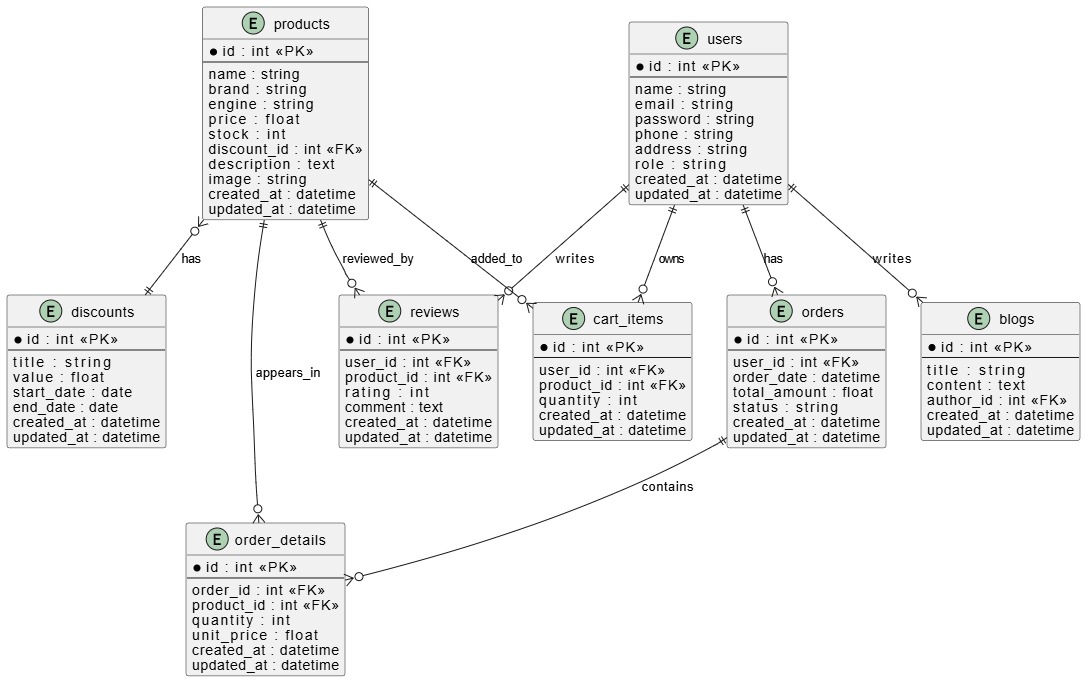 E products
id : int «PK»
name : string
brand : string
engine : string
price : float
stock : int
discount_id : int «FK»
description : text
image : string
created_at : datetime
updated_at : datetime
E users
id : int «PK»
name : string
email : string
password : string
phone : string
address : string
role : string
created_at : datetime
updated_at : datetime
has
reviewed_by
added_to
writes
owns
has
writes
E discounts
id : int «PK»
title : string
value : float
start_date : date
end_date : date
created_at : datetime
updated_at : datetime
appears_in
E reviews
id : int «PK»
user_id : int «FK»
product_id : int «FK»
rating : int
comment : text
created_at : datetime
updated_at : datetime
E cart_items
id : int «PK»
user_id : int «FK»
product_id : int «FK»
quantity : int
created_at : datetime
updated_at : datetime
E orders
id : int «PK»
user_id : int «FK»
order_date : datetime
total_amount : float
status : string
created_at : datetime
updated_at : datetime
E blogs
id : int «PK»
title : string
content : text
author_id : int «FK»
created_at : datetime
updated_at : datetime
contains
E order_details
id : int «PK»
order_id : int «FK»
product_id : int «FK»
quantity : int
unit_price : float
created_at : datetime
updated_at : datetime